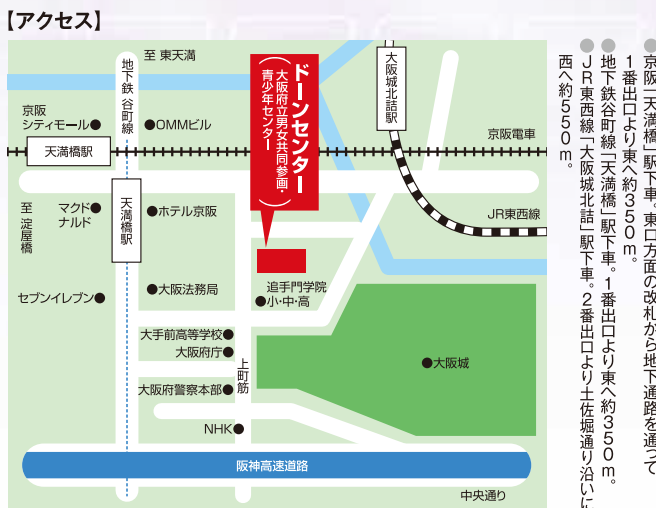 【アクセス】
至 東天満
地下鉄 谷町線
京阪
シティモール●
●OMMビル
天満橋駅
ドーンセンター
(大阪府立男女共同参画・
青少年センター)
大阪城北詰駅
京阪電車
JR東西線
至 淀屋橋
マクド●
ナルド
天満橋駅
●ホテル京阪
セブンイレブン●
●大阪法務局
追手門学院
●小・中・高
大手前高等学校●
大阪府庁●
上町筋
●大阪城
大阪府警察本部●
NHK●
阪神高速道路
中央通り
●京阪「天満橋」駅下車。東口方面の改札から地下通路を通って
1番出口より東へ約350m。
●地下鉄谷町線「天満橋」駅下車。1番出口より東へ約350m。
●JR東西線「大阪城北詰」駅下車。2番出口より土佐堀通り沿いに
西へ約550m。